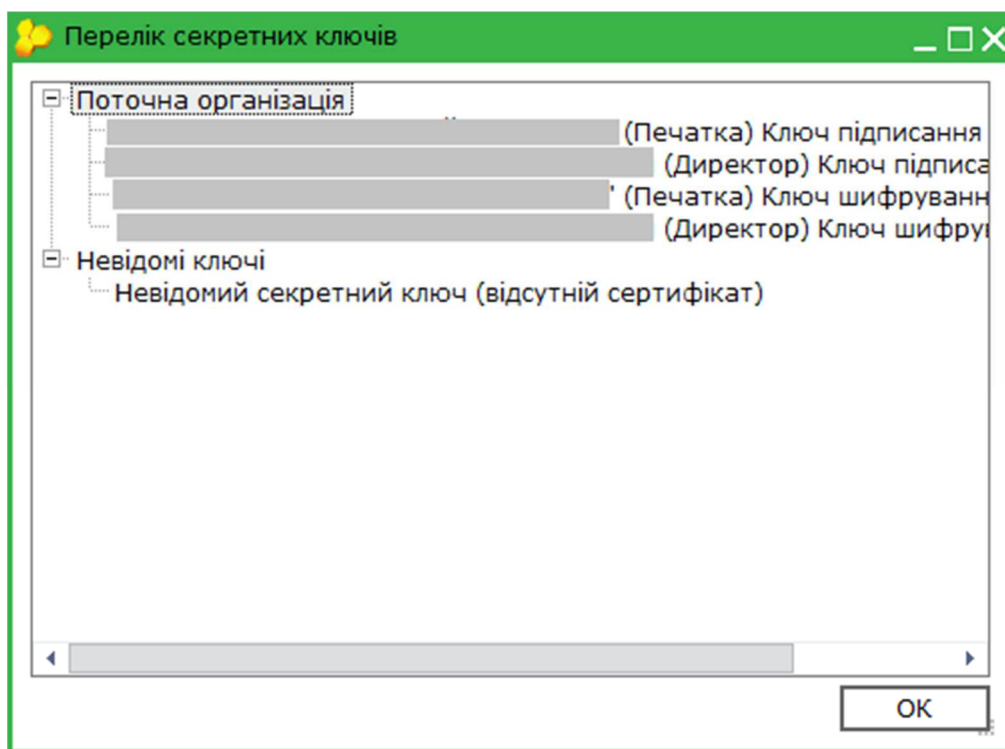 Перелік секретних ключів
Поточна організація
(Печатка) Ключ підписання
(Директор) Ключ підписа
' (Печатка) Ключ шифруванн
(Директор) Ключ шифру
Невідомі ключі
Невідомий секретний ключ (відсутній сертифікат)
OK